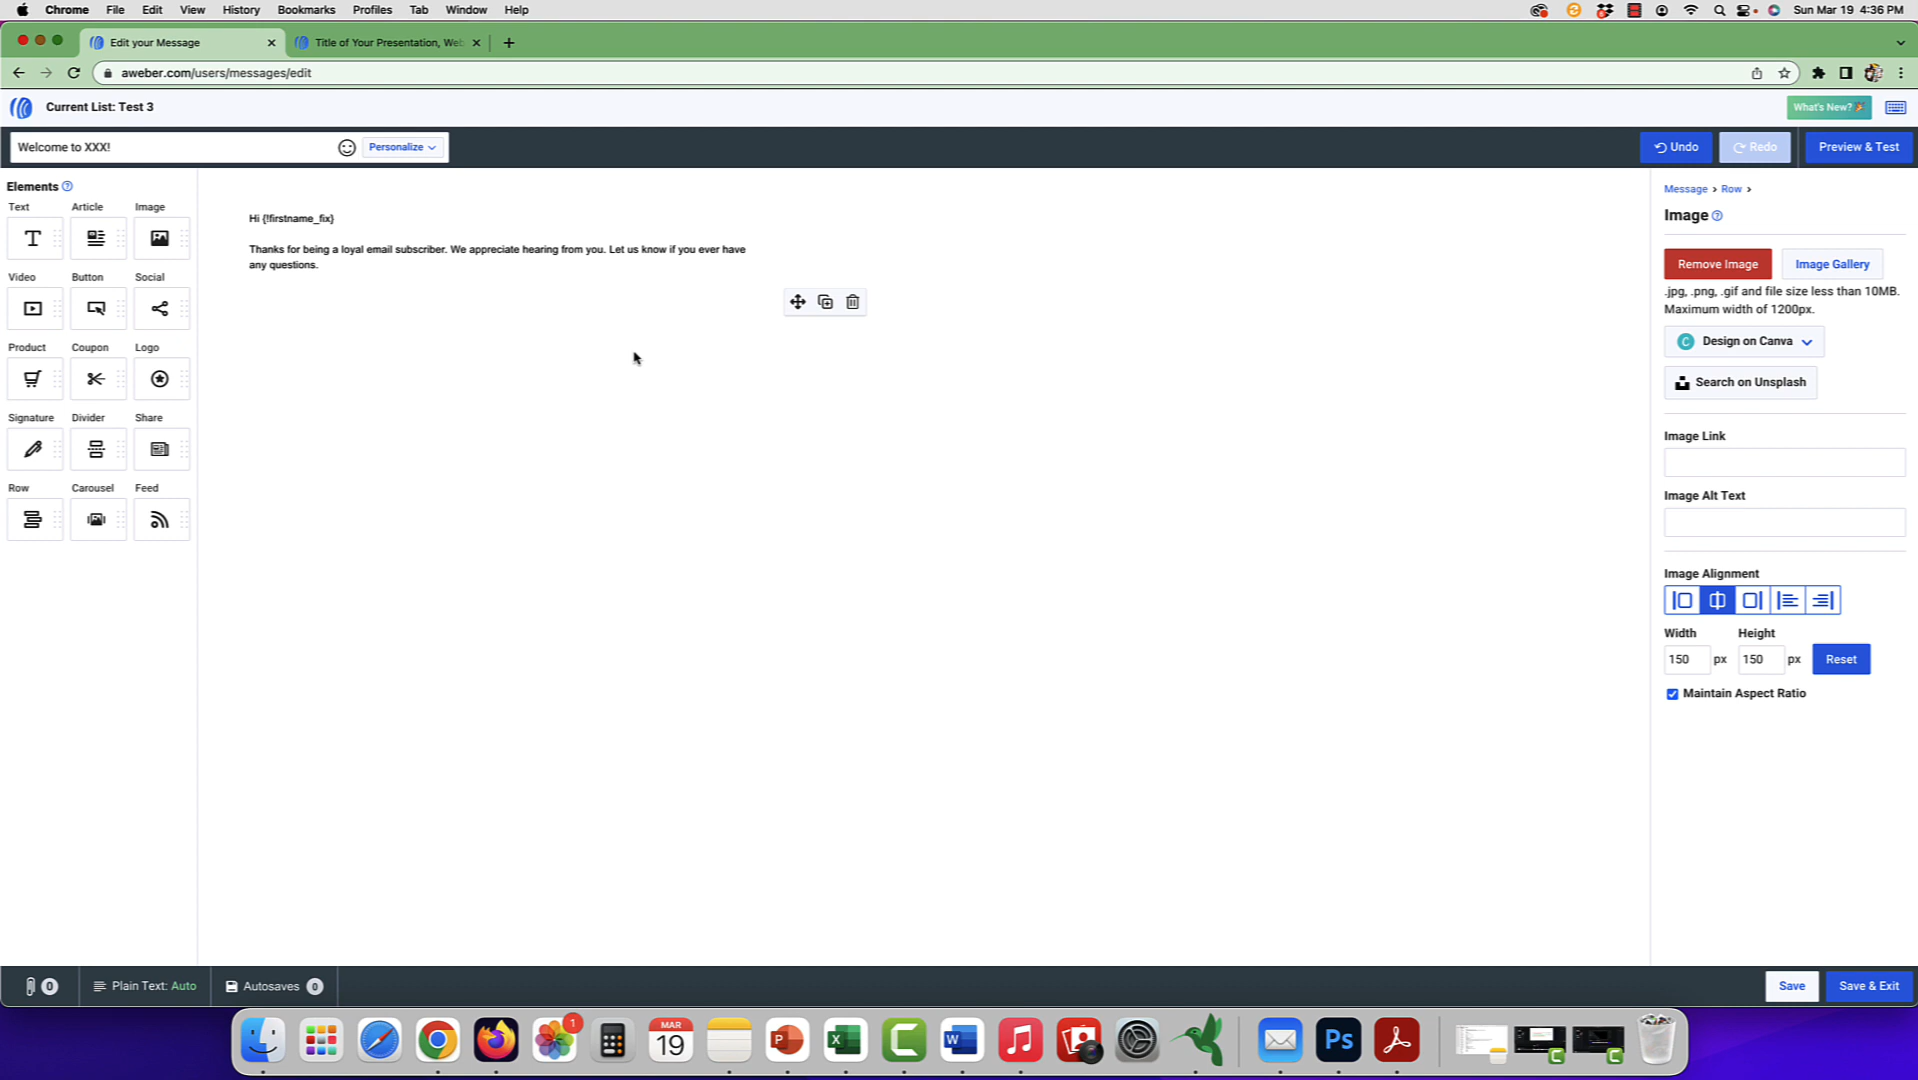 Chrome File Edit View History Bookmarks Profiles Tab Window Help
Sun Mar 19 4:36 PM
Edit your Message
Title of Your Presentation, Web
aweber.com/users/messages/edit
Current List: Test 3
What's New?
Welcome to XXX!
Personalize
Undo
Redo
Preview & Test
Elements
Text Article Image
Video Button Social
Product Coupon Logo
Signature Divider Share
Row Carousel Feed
Hi {!firstname_fix}
Thanks for being a loyal email subscriber. We appreciate hearing from you. Let us know if you ever have
any questions.
Message > Row >
Image
Remove Image
Image Gallery
.jpg, .png, .gif and file size less than 10MB.
Maximum width of 1200px.
C Design on Canva
Search on Unsplash
Image Link
Image Alt Text
Image Alignment
Width Height
150 px 150 px Reset
Maintain Aspect Ratio
0
Plain Text: Auto
Autosaves 0
Save
Save & Exit
1
MAR
19
P
X
W
Ps